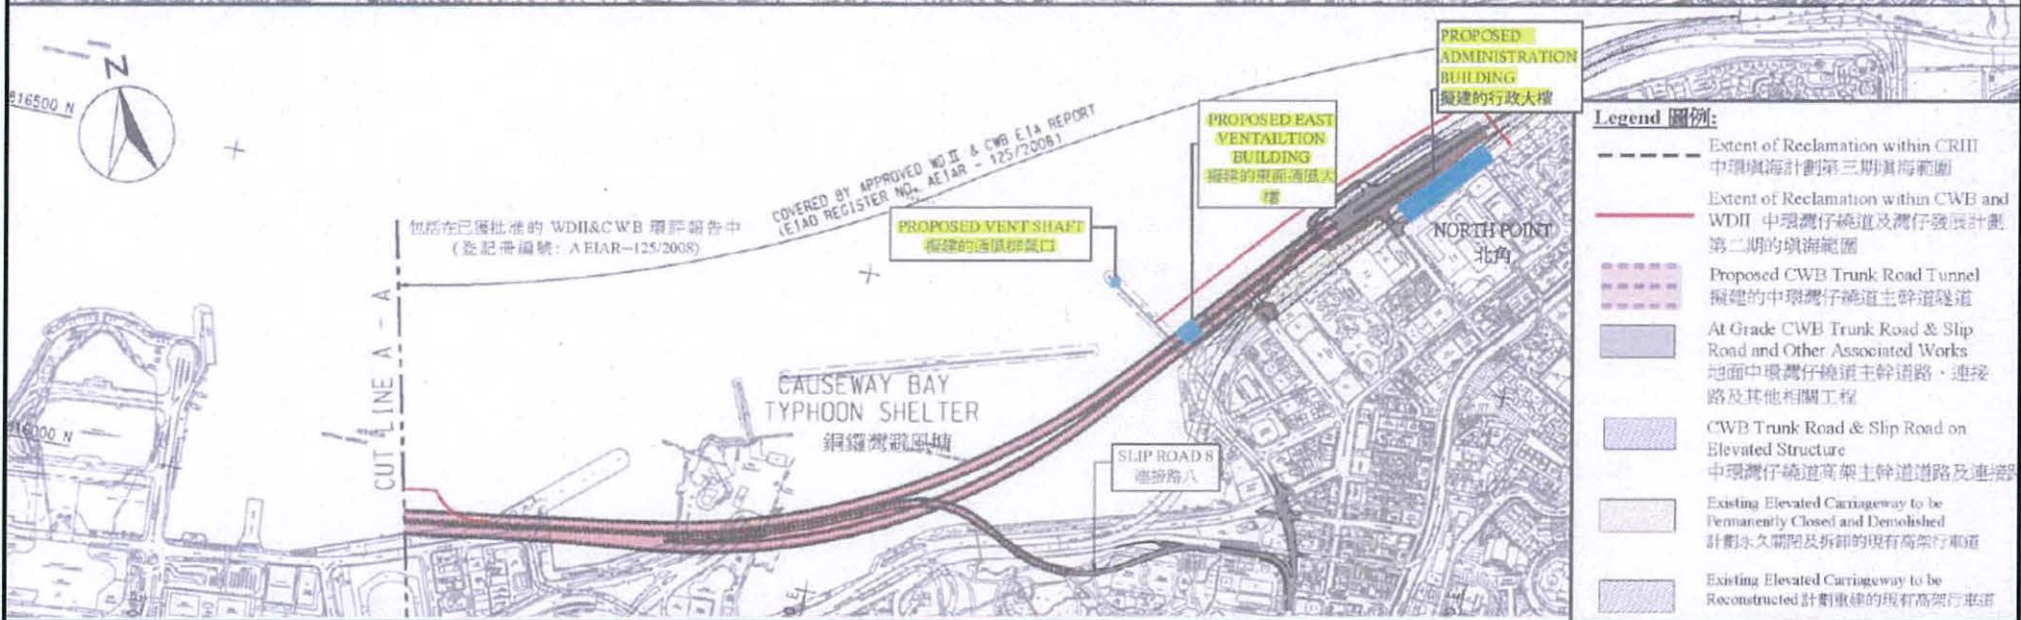 N
816500 N
包括在已獲批准的 WDII&CWB 環評報告中
(登記冊編號: AEIAR-125/2008)
COVERED BY APPROVED WD II & CWB EIA REPORT
(EIAO REGISTER NO. AEIAR - 125/2008)
PROPOSED VENT SHAFT
擬建的通風排氣口
PROPOSED EAST
VENTAILTION
BUILDING
擬建的東面通風大
樓
PROPOSED
ADMINISTRATION
BUILDING
擬建的行政大樓
NORTH POINT
北角
CUT LINE A - A
816000 N
CAUSEWAY BAY
TYPHOON SHELTER
銅鑼灣避風塘
SLIP ROAD 8
連接路八
Legend 圖例:
Extent of Reclamation within CRIII
中環填海計劃第三期填海範圍
Extent of Reclamation within CWB and
WDII 中環灣仔繞道及灣仔發展計劃
第二期的填海範圍
Proposed CWB Trunk Road Tunnel
擬建的中環灣仔繞道主幹道隧道
At Grade CWB Trunk Road & Slip
Road and Other Associated Works
地面中環灣仔繞道主幹道路、連接
路及其他相關工程
CWB Trunk Road & Slip Road on
Elevated Structure
中環灣仔繞道高架主幹道道路及連接路
Existing Elevated Carriageway to be
Permanently Closed and Demolished
計劃永久關閉及拆卸的現有高架行車道
Existing Elevated Carriageway to be
Reconstructed 計劃重建的現有高架行車道